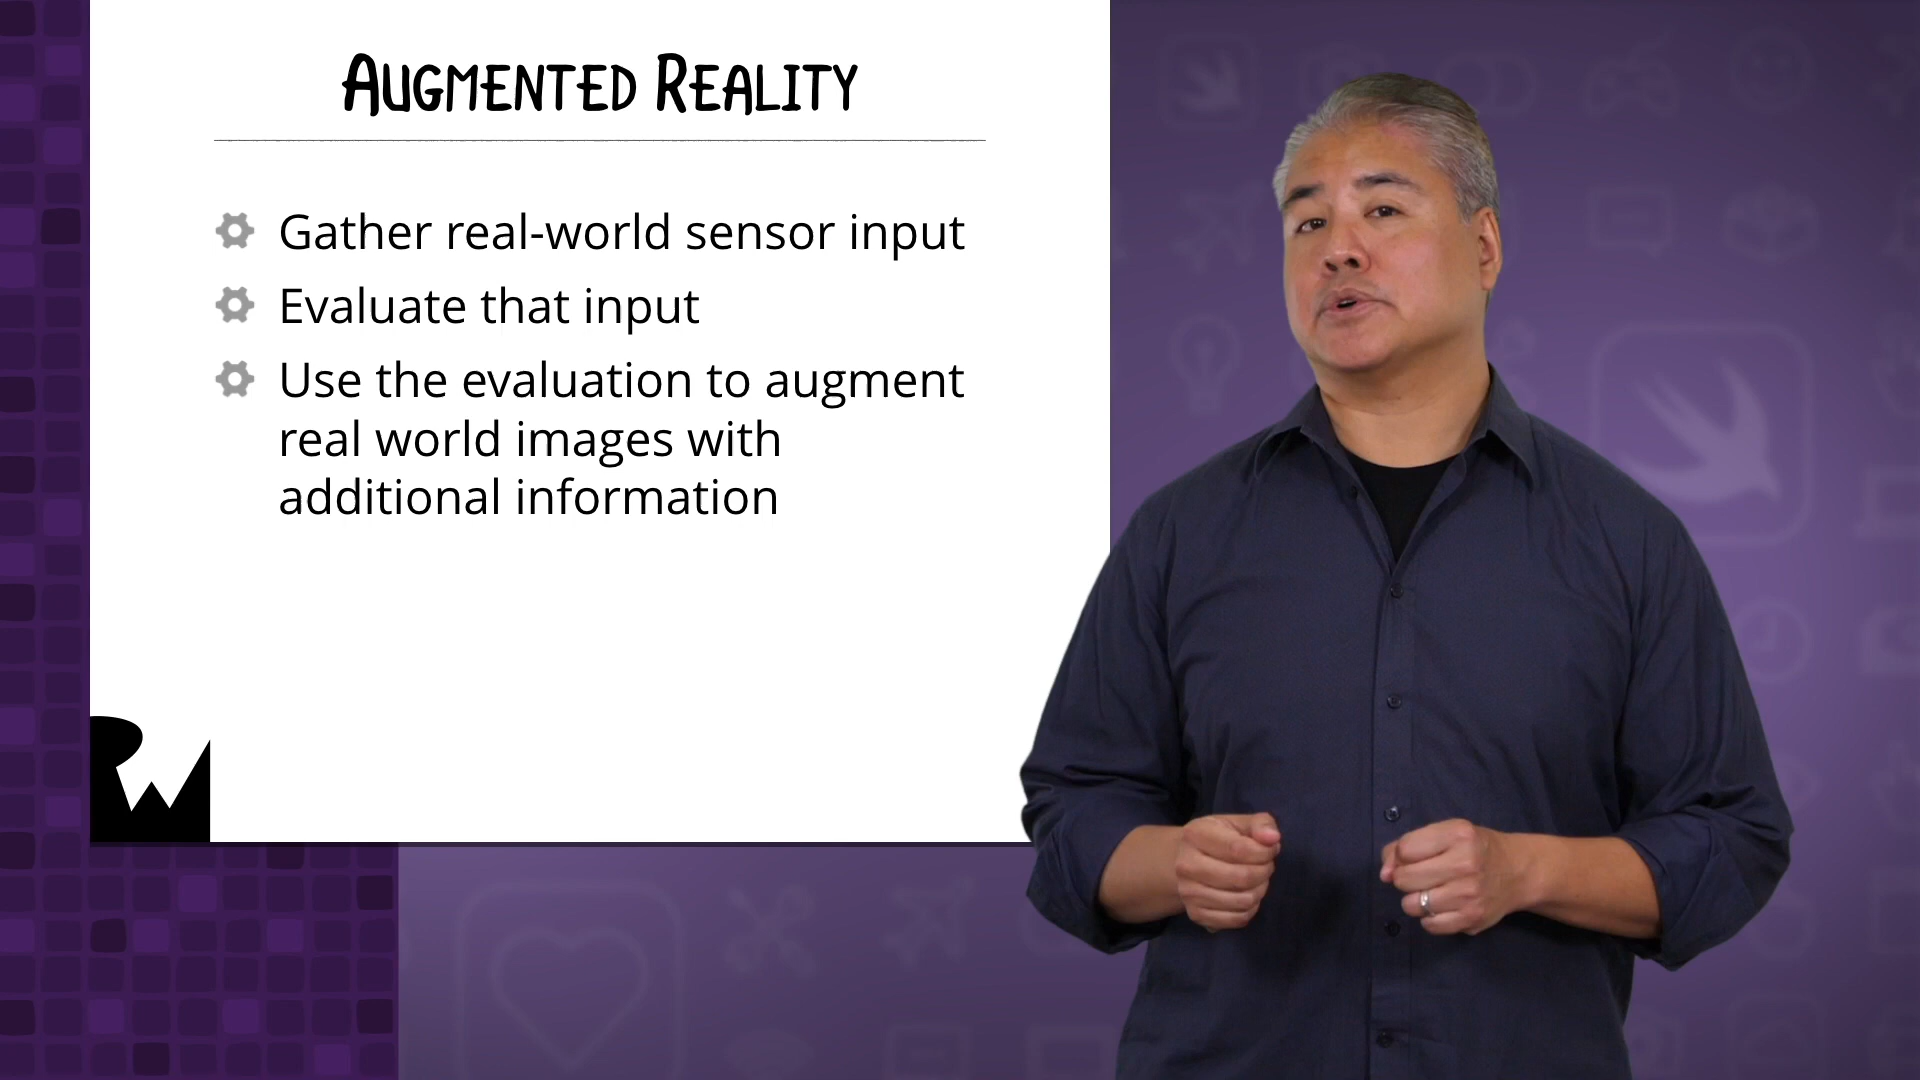 Augmented Reality
Gather real-world sensor input
Evaluate that input
Use the evaluation to augment
real world images with
additional information
RW